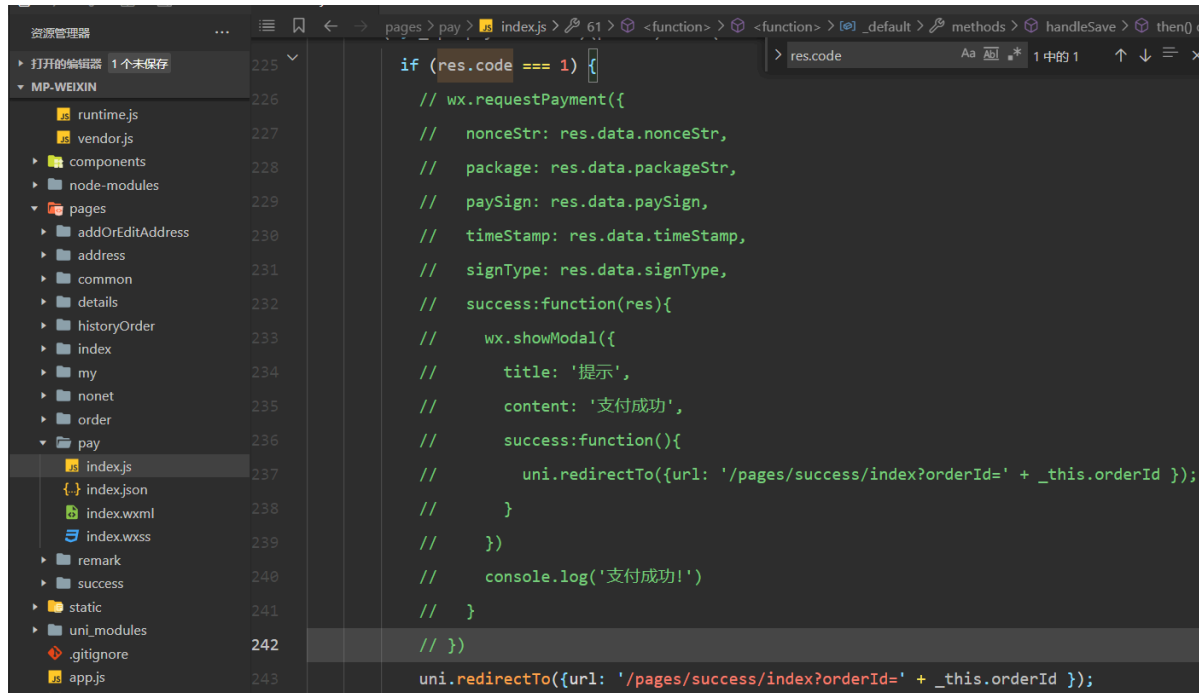 资源管理器
打开的编辑器 1个未保存
MP-WEIXIN
runtime.js
vendor.js
components
node-modules
pages
addOrEditAddress
address
common
details
historyOrder
index
my
nonet
order
pay
index.js
index.json
index.wxml
index.wxss
remark
success
static
uni_modules
.gitignore
app.js
pages > pay > index.js > 61 > <function> > <function> > _default > methods > handleSave > then()
res.code
Aa Abl .* 1 中的 1
225 if (res.code === 1) {
226 // wx.requestPayment({
227 //   nonceStr: res.data.nonceStr,
228 //   package: res.data.packageStr,
229 //   paySign: res.data.paySign,
230 //   timeStamp: res.data.timeStamp,
231 //   signType: res.data.signType,
232 //   success:function(res){
233 //     wx.showModal({
234 //       title: '提示',
235 //       content: '支付成功',
236 //       success:function(){
237 //         uni.redirectTo({url: '/pages/success/index?orderId=' + _this.orderId });
238 //       }
239 //     })
240 //     console.log('支付成功!')
241 //   }
242 // })
243 uni.redirectTo({url: '/pages/success/index?orderId=' + _this.orderId });